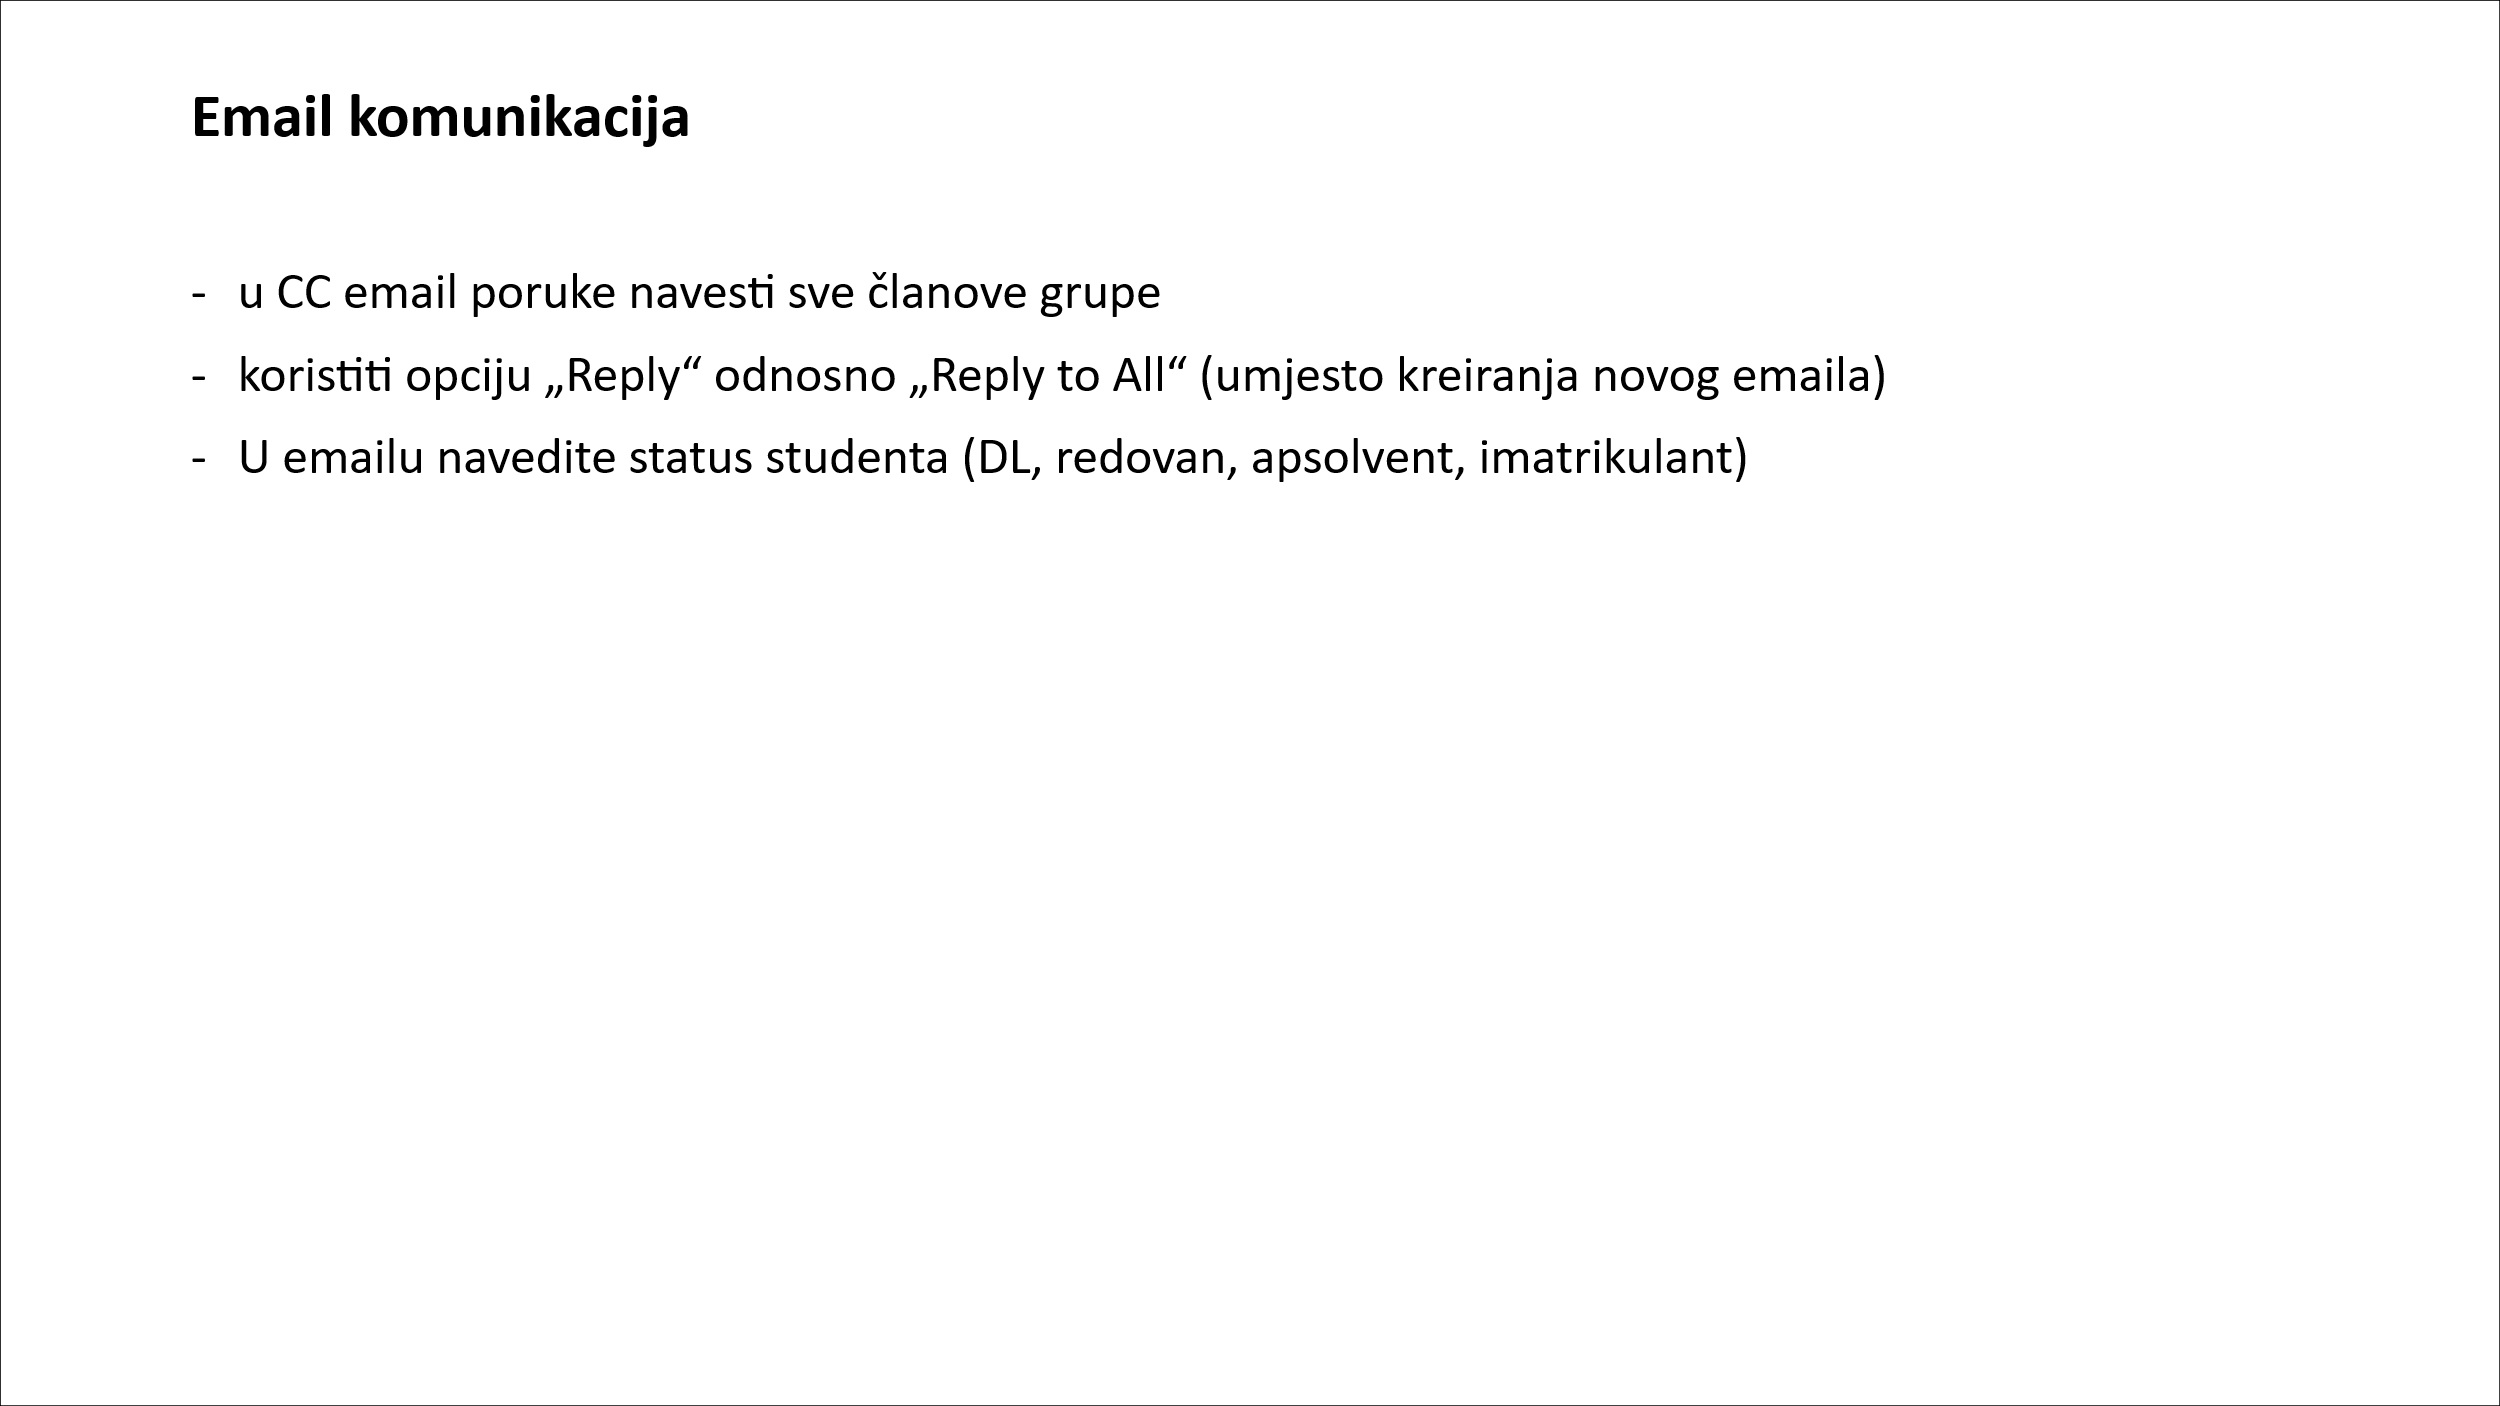 Email komunikacija
- u CC email poruke navesti sve članove grupe
- koristiti opciju „Reply“ odnosno „Reply to All“ (umjesto kreiranja novog emaila)
- U emailu navedite status studenta (DL, redovan, apsolvent, imatrikulant)